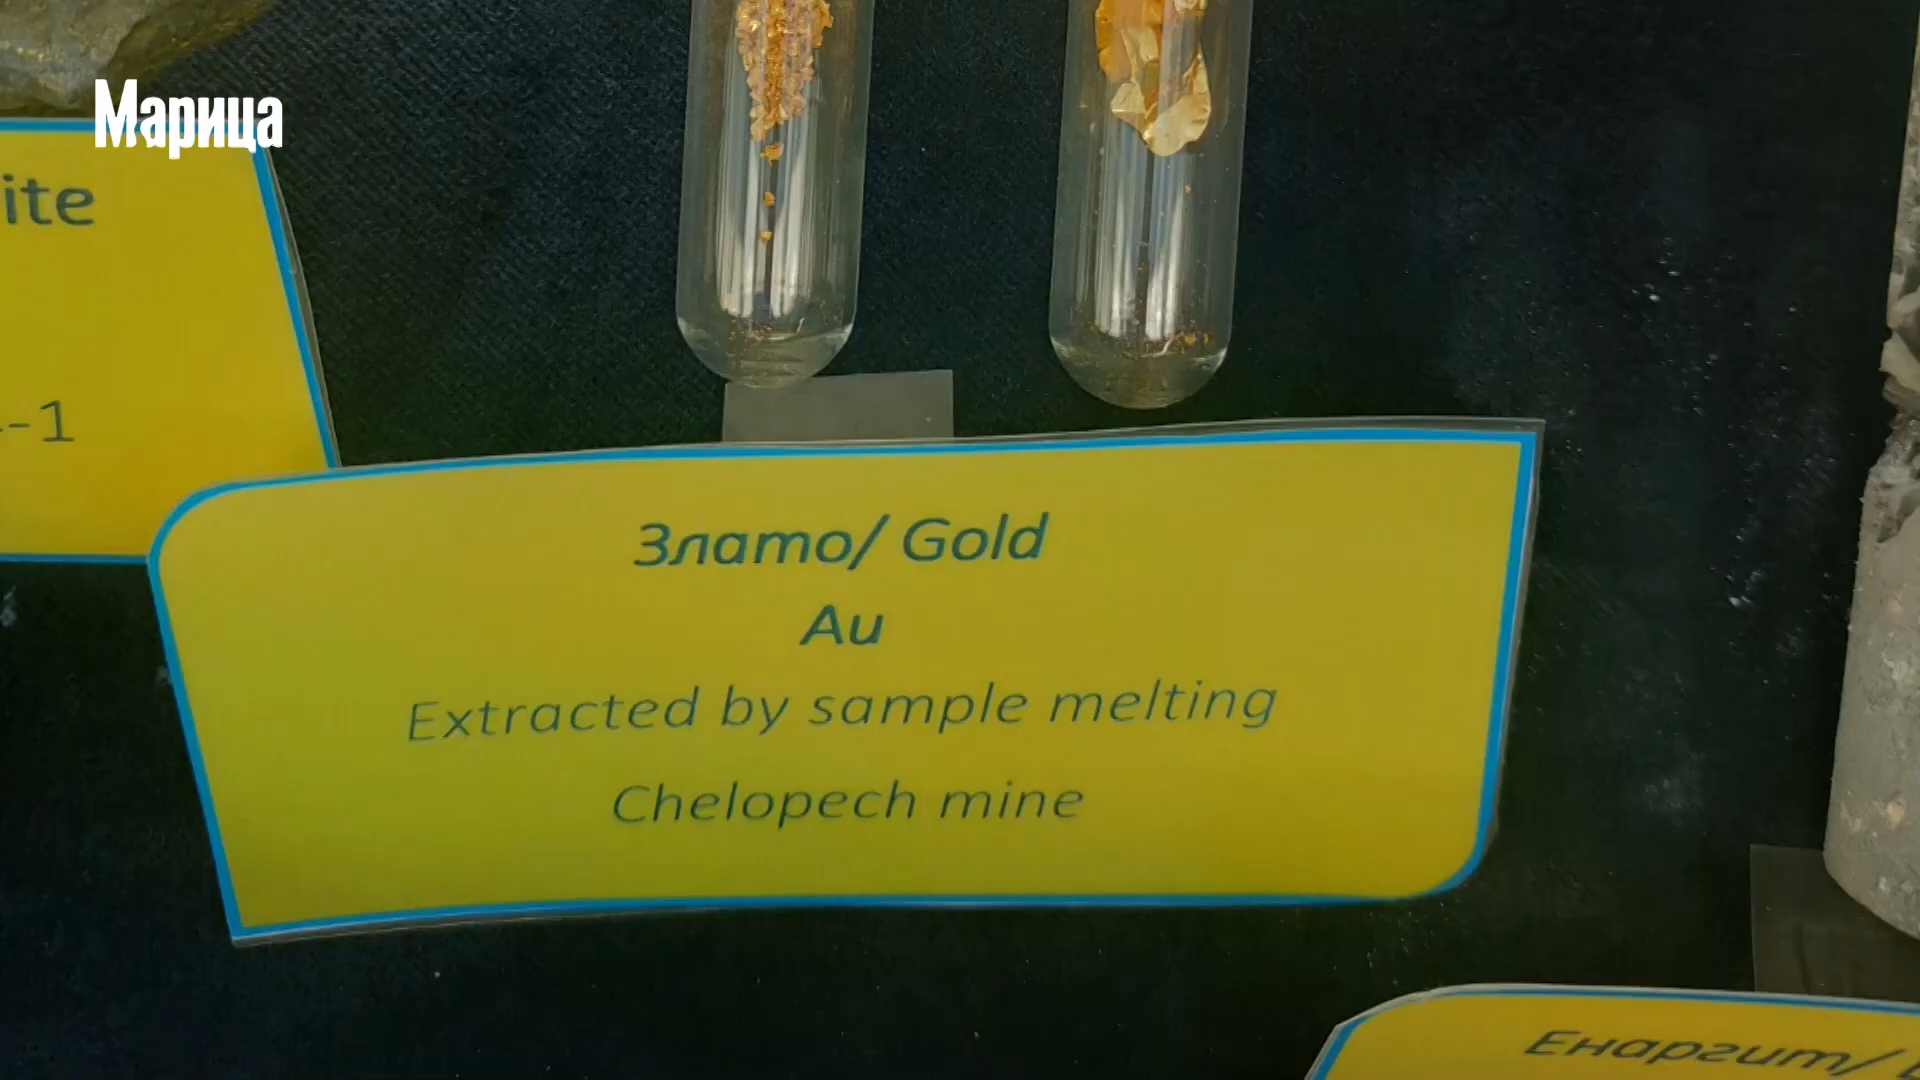 Марица
ite
-1
Злато/ Gold
Au
Extracted by sample melting
Chelopech mine
Енаргит/